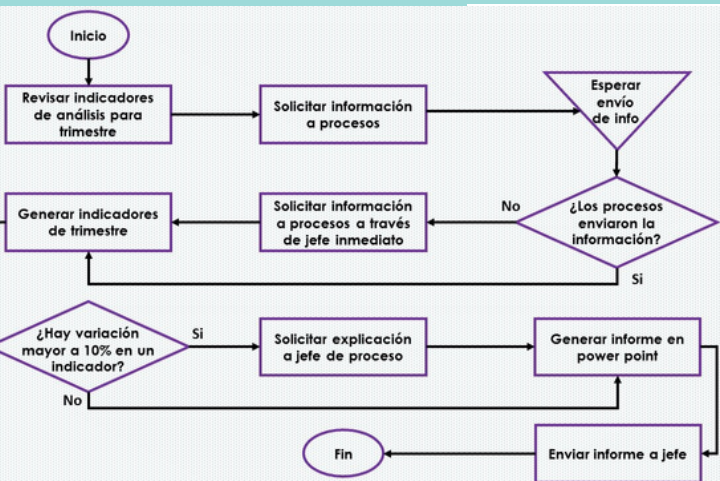 Inicio
Revisar indicadores
de análisis para
trimestre
Solicitar información
a procesos
Esperar
envío
de info
¿Los procesos
enviaron la
información?
No
Si
Solicitar información
a procesos a través
de jefe inmediato
Generar indicadores
de trimestre
¿Hay variación
mayor a 10% en un
indicador?
Si
No
Solicitar explicación
a jefe de proceso
Generar informe en
power point
Enviar informe a jefe
Fin